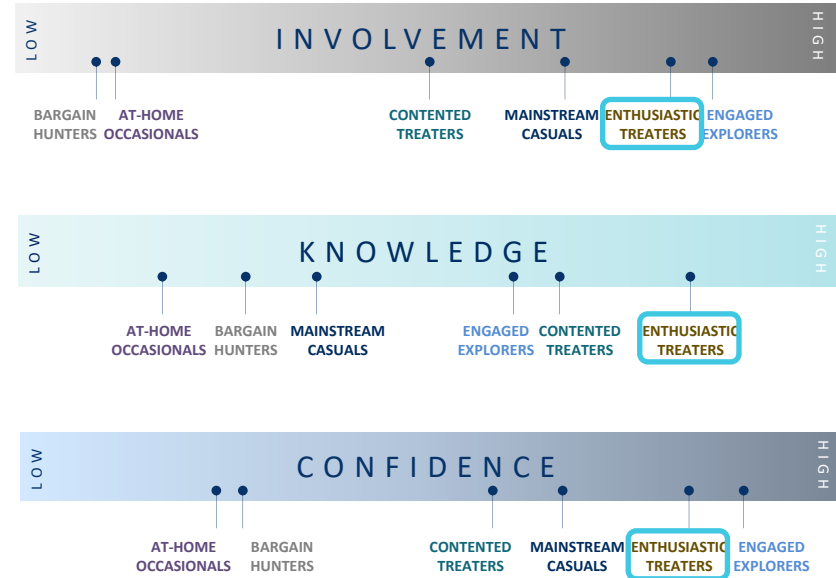 LOW
INVOLVEMENT
HIGH
BARGAIN
HUNTERS
AT-HOME
OCCASIONALS
CONTENTED
TREATERS
MAINSTREAM
CASUALS
ENTHUSIASTIC
TREATERS
ENGAGED
EXPLORERS
LOW
KNOWLEDGE
HIGH
AT-HOME
OCCASIONALS
BARGAIN
HUNTERS
MAINSTREAM
CASUALS
ENGAGED
EXPLORERS
CONTENTED
TREATERS
ENTHUSIASTIC
TREATERS
LOW
CONFIDENCE
HIGH
AT-HOME
OCCASIONALS
BARGAIN
HUNTERS
CONTENTED
TREATERS
MAINSTREAM
CASUALS
ENTHUSIASTIC
TREATERS
ENGAGED
EXPLORERS